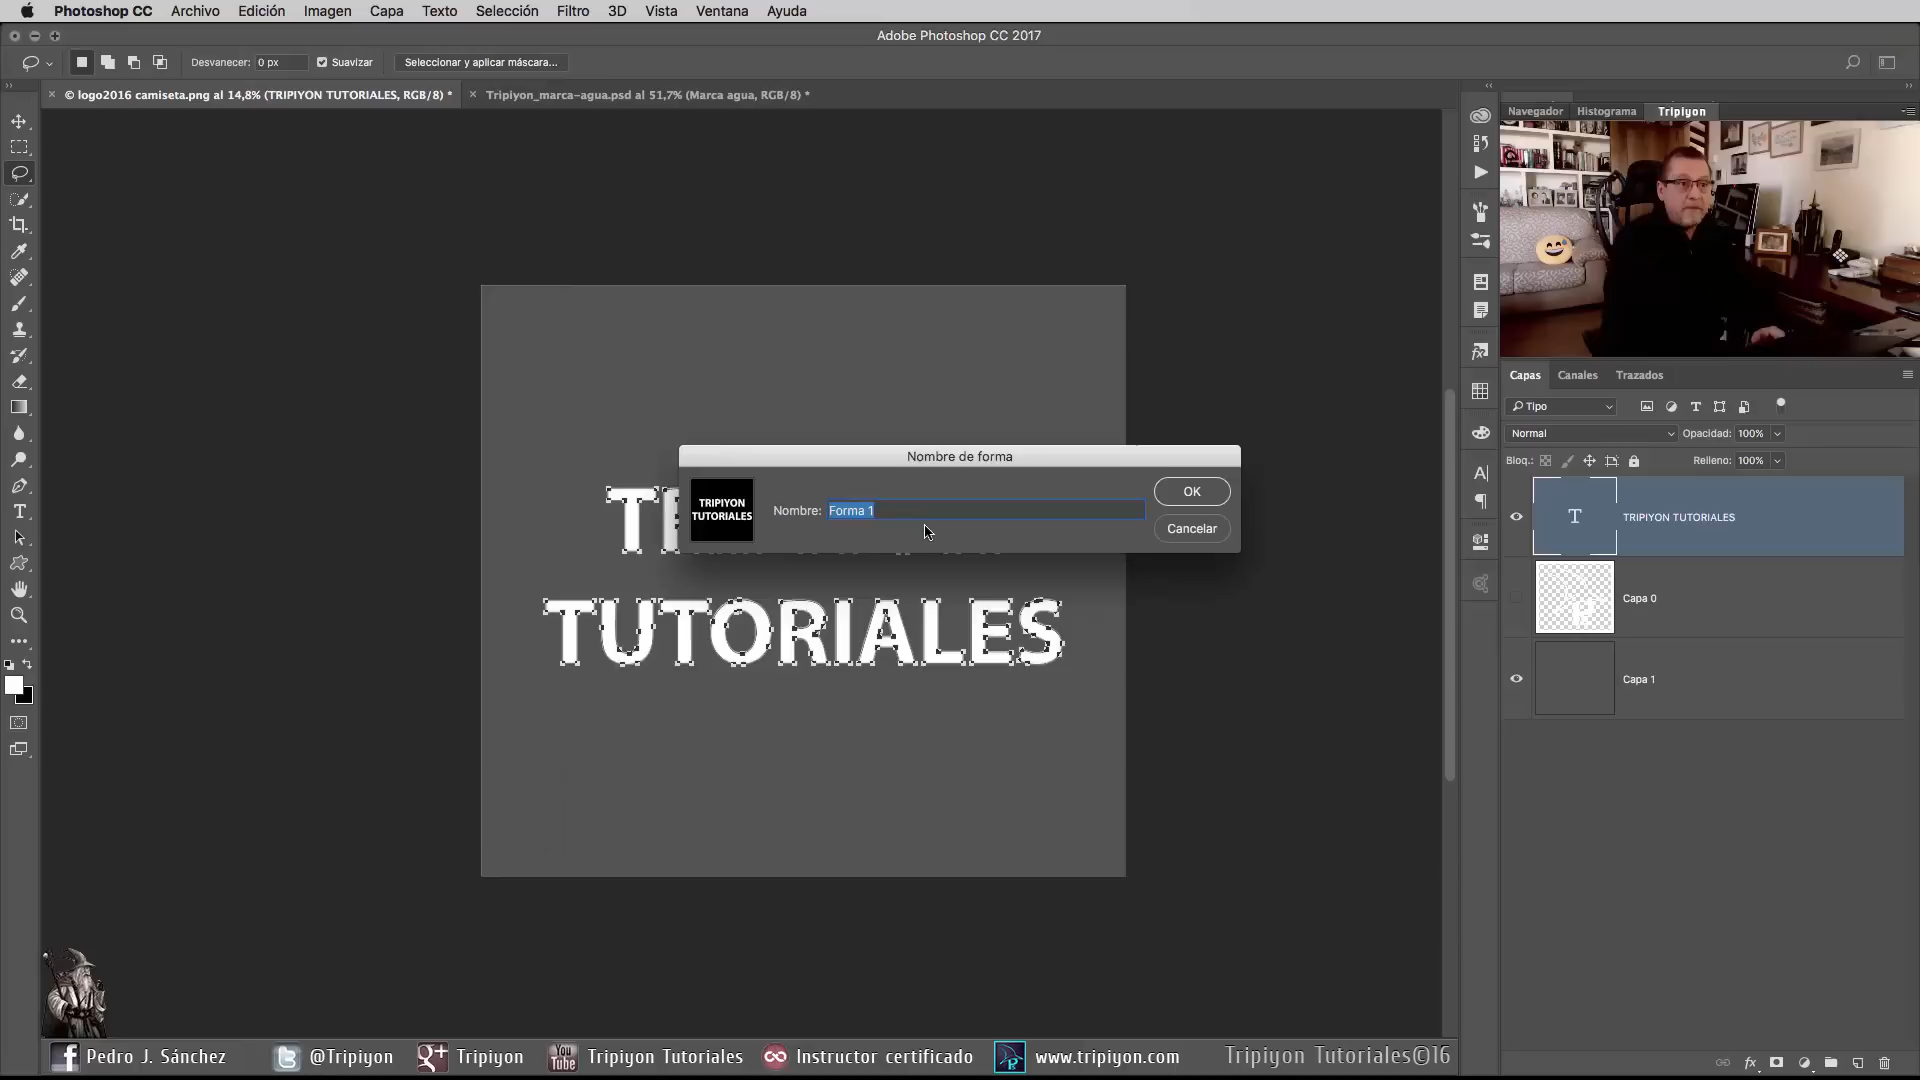 Photoshop CC Archivo Edición Imagen Capa Texto Selección Filtro 3D Vista Ventana Ayuda
Adobe Photoshop CC 2017
Desvanecer: 0 px Suavizar Seleccionar y aplicar máscara...
© logo2016 camiseta.png al 14,8% (TRIPIYON TUTORIALES, RGB/8) * Tripiyon_marca-agua.psd al 51,7% (Marca agua, RGB/8) *
Navegador Histograma Tripiyon
Capas Canales Trazados
Tipo
Normal Opacidad: 100%
Bloq.: Relleno: 100%
TRIPIYON TUTORIALES
Capa 0
Capa 1
Nombre de forma
TRIPIYON
TUTORIALES
Nombre: Forma 1
OK
Cancelar
TUTORIALES
Pedro J. Sánchez @Tripiyon Tripiyon You Tube Tripiyon Tutoriales Instructor certificado www.tripiyon.com Tripiyon Tutoriales©16